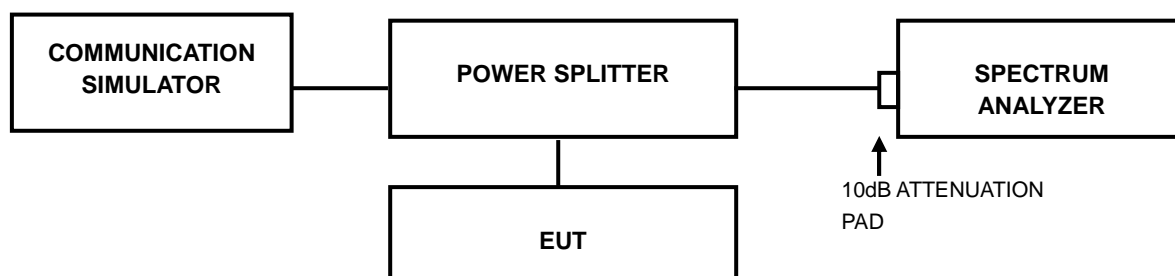 COMMUNICATION
SIMULATOR
POWER SPLITTER
SPECTRUM
ANALYZER
10dB ATTENUATION
PAD
EUT